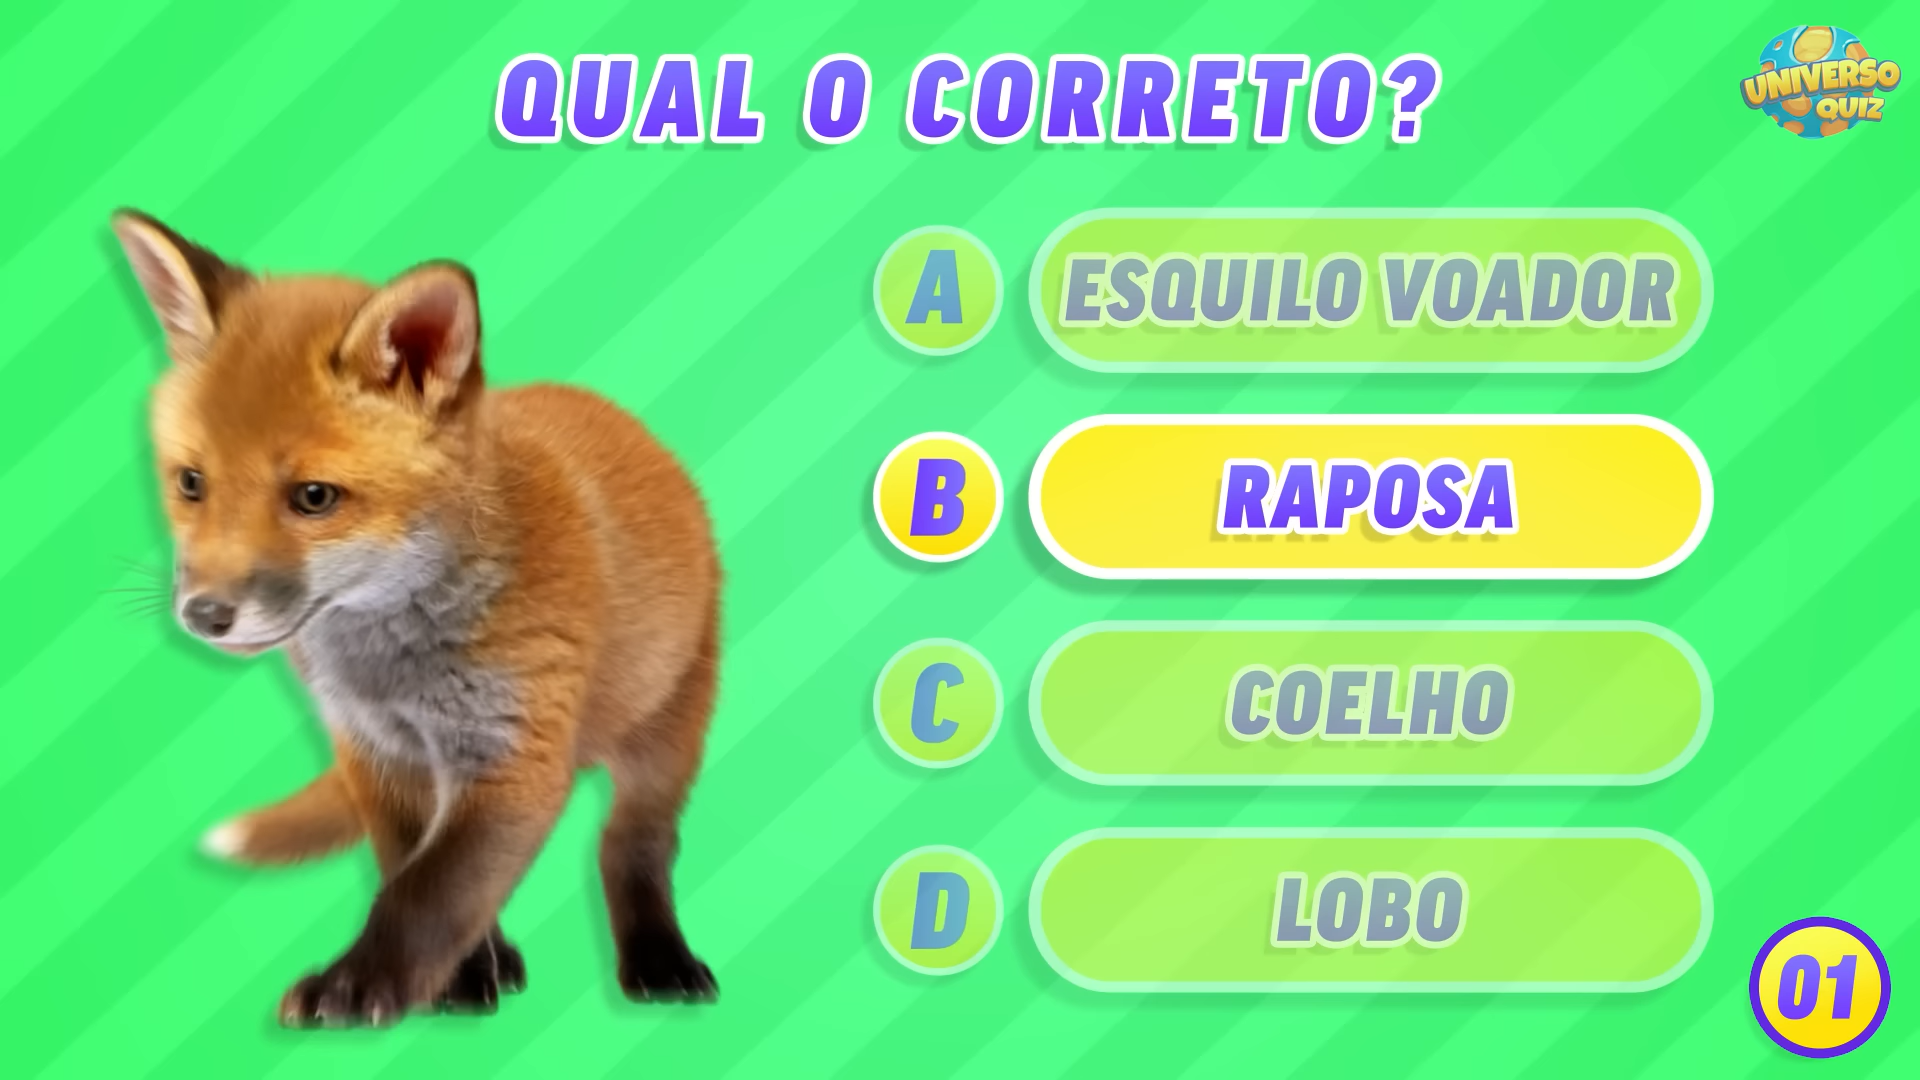 QUAL O CORRETO?
UNIVERSO
QUIZ
A ESQUILO VOADOR
B RAPOSA
C COELHO
D LOBO
01